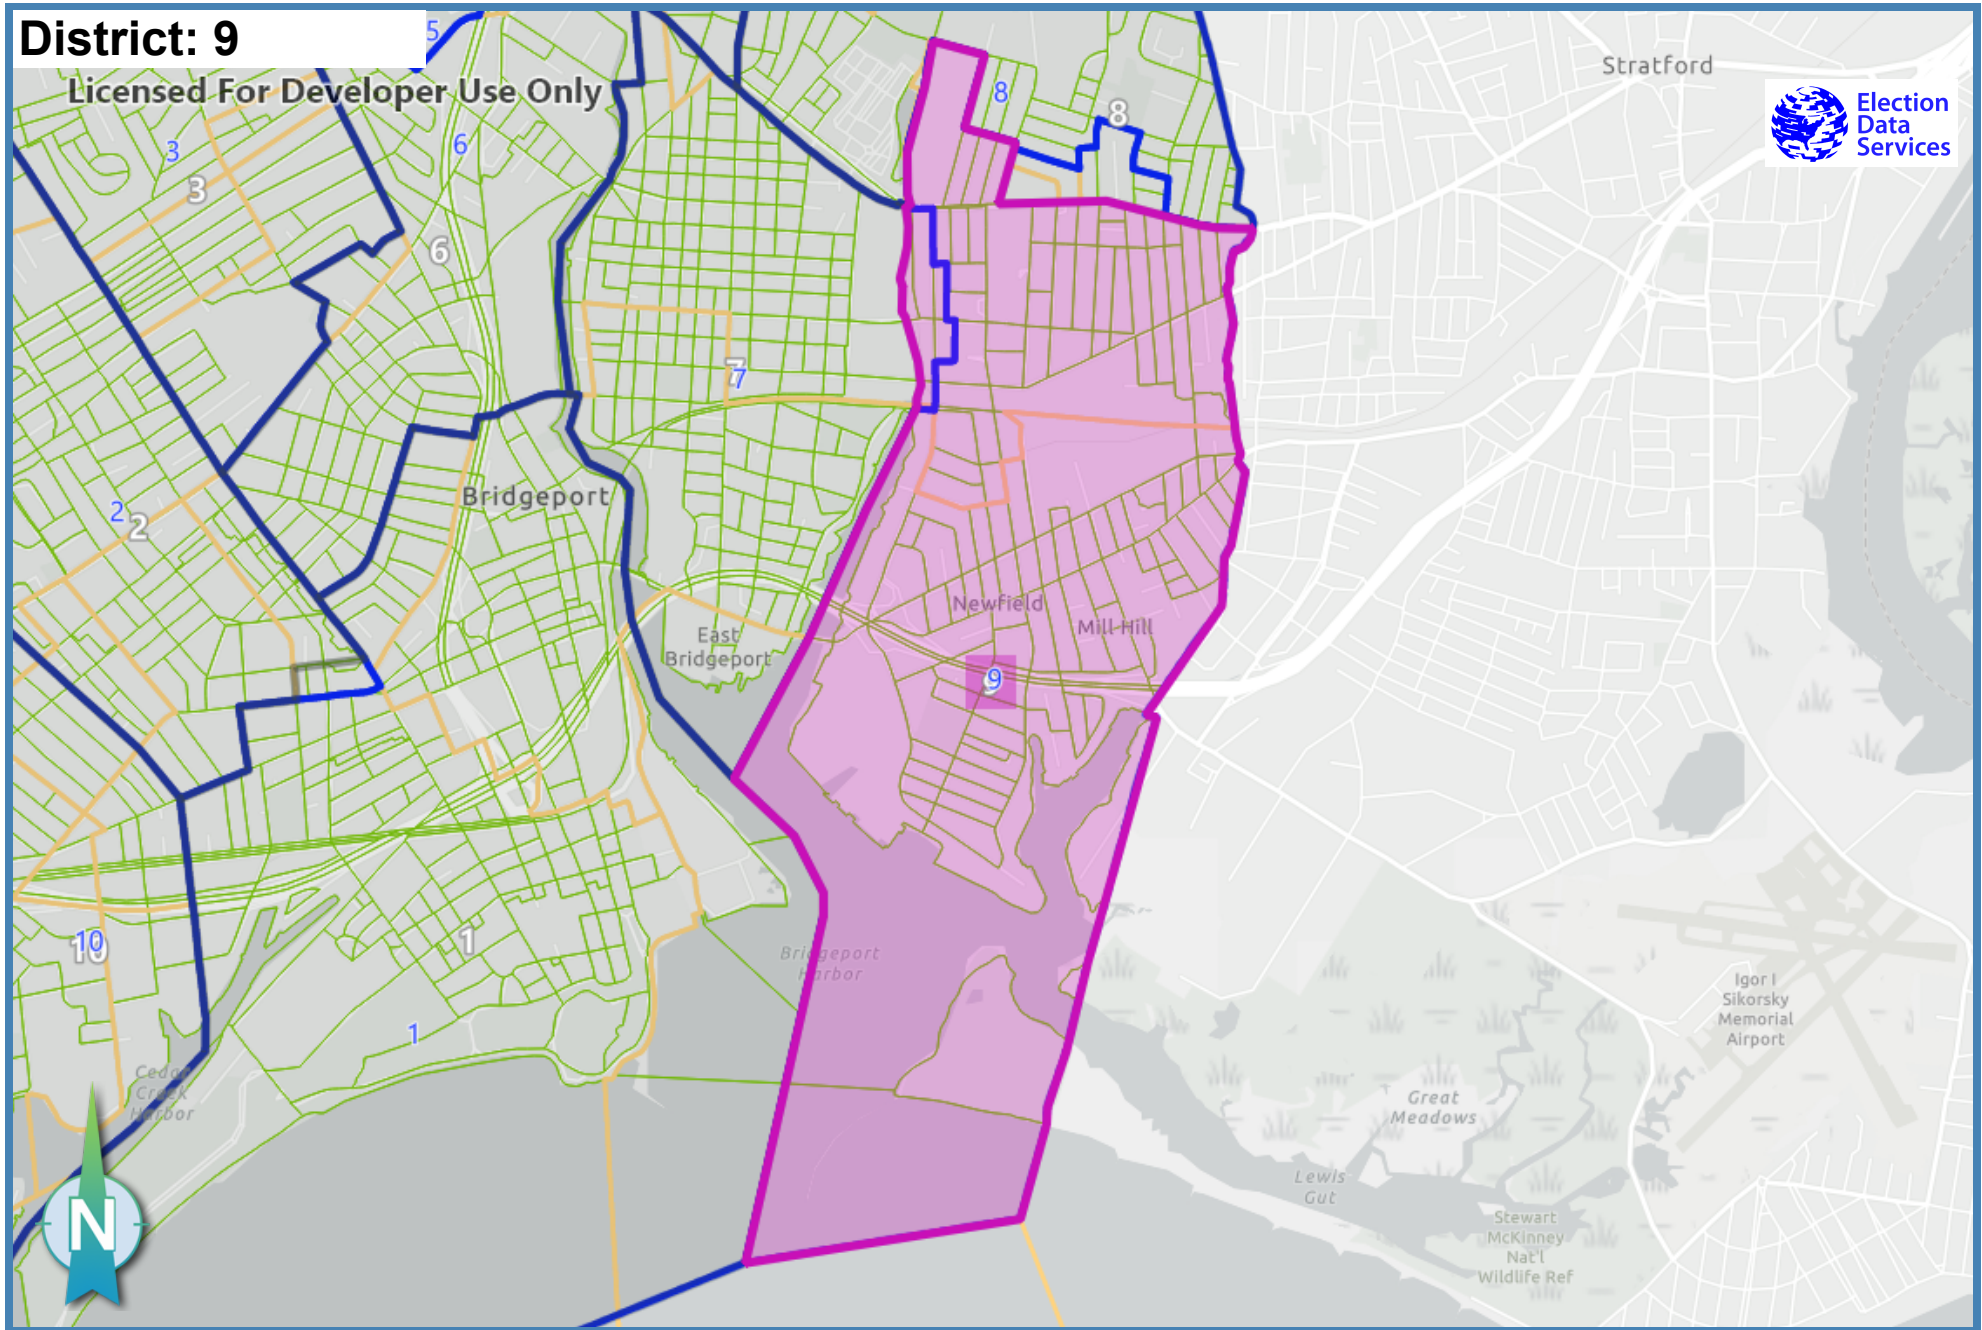 District: 9
Licensed For Developer Use Only
5
Stratford
Election
Data
Services
8
8
3
3
6
6
7
7
2
2
Bridgeport
Newfield
Mill Hill
East
Bridgeport
9
9
10
10
1
1
Bridgeport
Harbor
Igor I
Sikorsky
Memorial
Airport
Cedar
Creek
Harbor
Great
Meadows
Lewis
Gut
Stewart
McKinney
Nat'l
Wildlife Ref
N